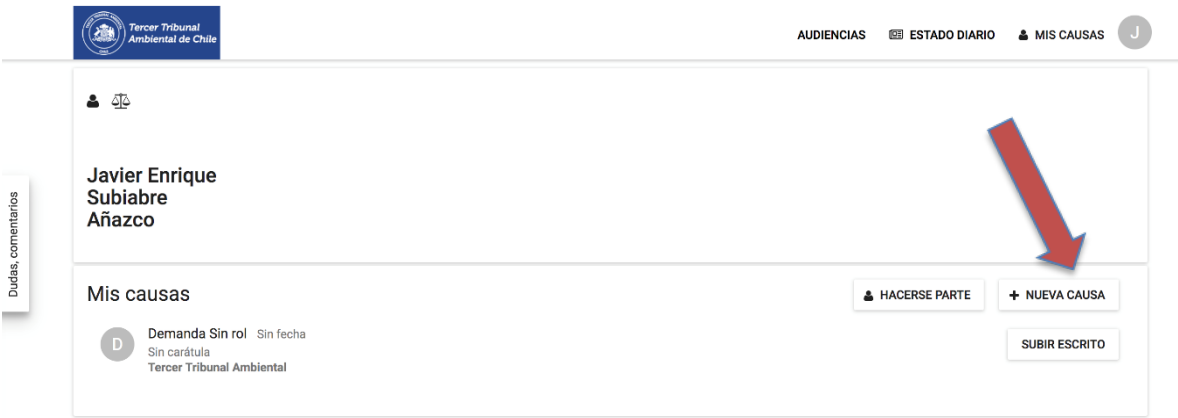 Tercer Tribunal
Ambiental de Chile
AUDIENCIAS ESTADO DIARIO MIS CAUSAS J
Javier Enrique
Subiabre
Añazco
Dudas, comentarios
Mis causas HACERSE PARTE + NUEVA CAUSA
D Demanda Sin rol Sin fecha SUBIR ESCRITO
Sin carátula
Tercer Tribunal Ambiental